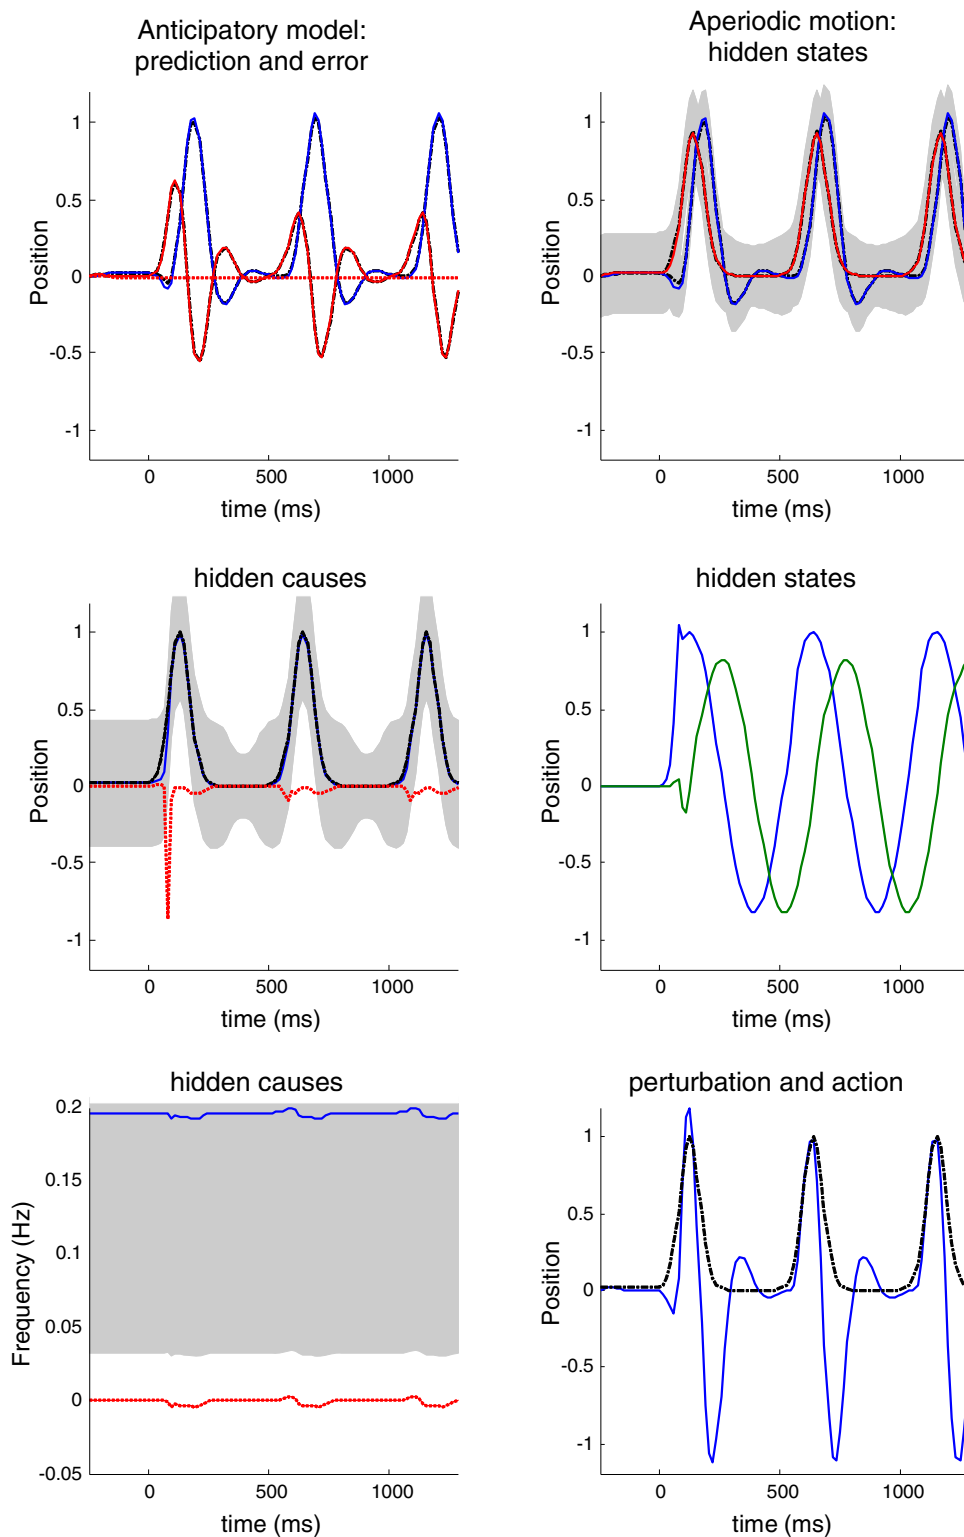 Anticipatory model:
prediction and error
1
0.5
0
-0.5
-1
Position
0 500 1000
time (ms)
Aperiodic motion:
hidden states
1
0.5
0
-0.5
-1
Position
0 500 1000
time (ms)
hidden causes
1
0.5
0
-0.5
-1
Position
0 500 1000
time (ms)
hidden states
1
0.5
0
-0.5
-1
Position
0 500 1000
time (ms)
hidden causes
0.2
0.15
0.1
0.05
0
-0.05
Frequency (Hz)
0 500 1000
time (ms)
perturbation and action
1
0.5
0
-0.5
-1
Position
0 500 1000
time (ms)